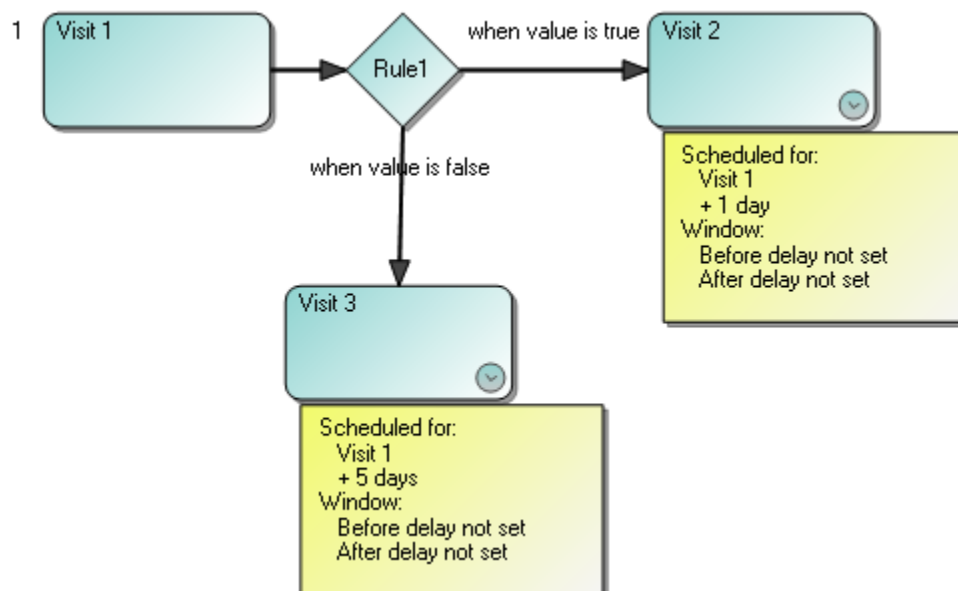 1
Visit 1
Rule1
when value is true
Visit 2
Scheduled for:
Visit 1
+ 1 day
Window:
Before delay not set
After delay not set
when value is false
Visit 3
Scheduled for:
Visit 1
+ 5 days
Window:
Before delay not set
After delay not set